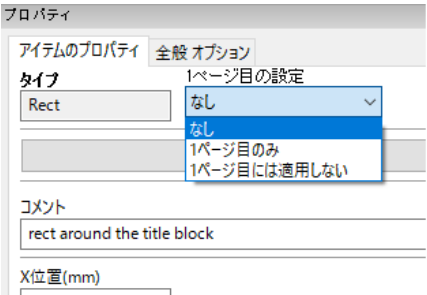 プロパティ
アイテムのプロパティ 全般 オプション
タイプ
1ページ目の設定
Rect
なし
なし
1ページ目のみ
1ページ目には適用しない
コメント
rect around the title block
X位置(mm)